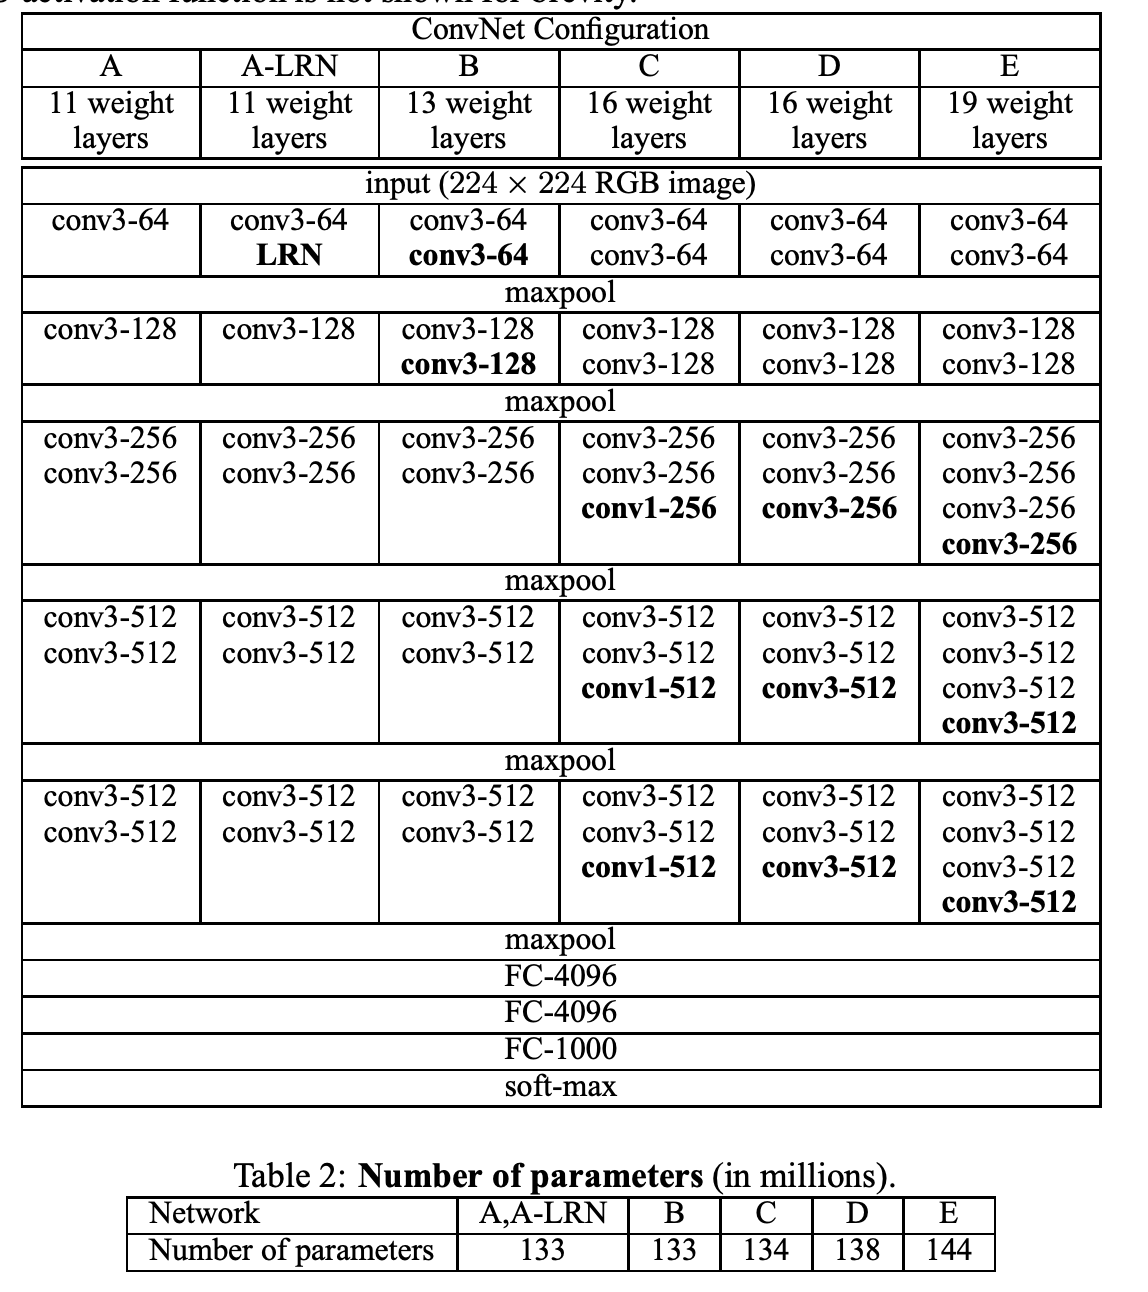 activation function is not shown for brevity.
ConvNet Configuration
A A-LRN B C D E
11 weight 11 weight 13 weight 16 weight 16 weight 19 weight
layers layers layers layers layers layers
input (224 × 224 RGB image)
conv3-64 conv3-64 conv3-64 conv3-64 conv3-64 conv3-64
LRN conv3-64 conv3-64 conv3-64 conv3-64
maxpool
conv3-128 conv3-128 conv3-128 conv3-128 conv3-128 conv3-128
conv3-128 conv3-128 conv3-128 conv3-128
maxpool
conv3-256 conv3-256 conv3-256 conv3-256 conv3-256 conv3-256
conv3-256 conv3-256 conv3-256 conv3-256 conv3-256 conv3-256
conv1-256 conv3-256 conv3-256
conv3-256
maxpool
conv3-512 conv3-512 conv3-512 conv3-512 conv3-512 conv3-512
conv3-512 conv3-512 conv3-512 conv3-512 conv3-512 conv3-512
conv1-512 conv3-512 conv3-512
conv3-512
maxpool
conv3-512 conv3-512 conv3-512 conv3-512 conv3-512 conv3-512
conv3-512 conv3-512 conv3-512 conv3-512 conv3-512 conv3-512
conv1-512 conv3-512 conv3-512
conv3-512
maxpool
FC-4096
FC-4096
FC-1000
soft-max
Table 2: Number of parameters (in millions).
Network A,A-LRN B C D E
Number of parameters 133 133 134 138 144